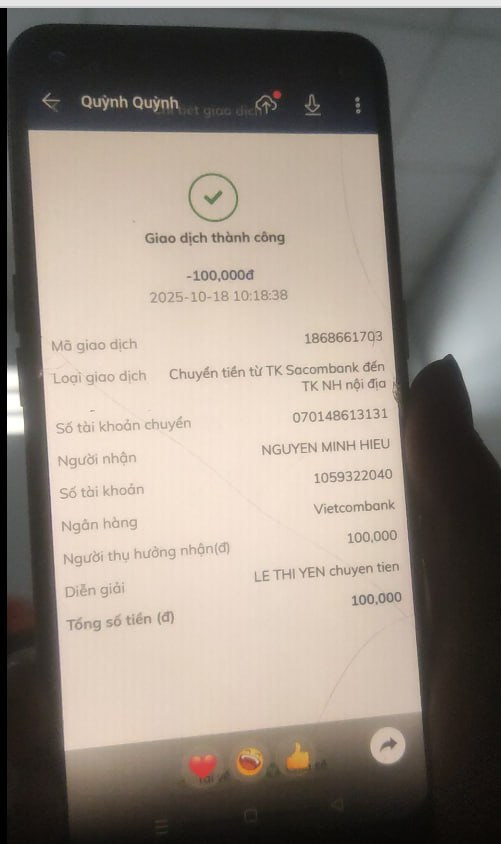 Quỳnh Quỳnh
Chi tiết giao dịch
Giao dịch thành công
-100,000đ
2025-10-18 10:18:38
Mã giao dịch 1868661703
Loại giao dịch Chuyển tiền từ TK Sacombank đến
TK NH nội địa
Số tài khoản chuyển 070148613131
Người nhận NGUYEN MINH HIEU
Số tài khoản 1059322040
Ngân hàng Vietcombank
Người thụ hưởng nhận(đ) 100,000
Diễn giải LE THI YEN chuyen tien
Tổng số tiền (đ) 100,000